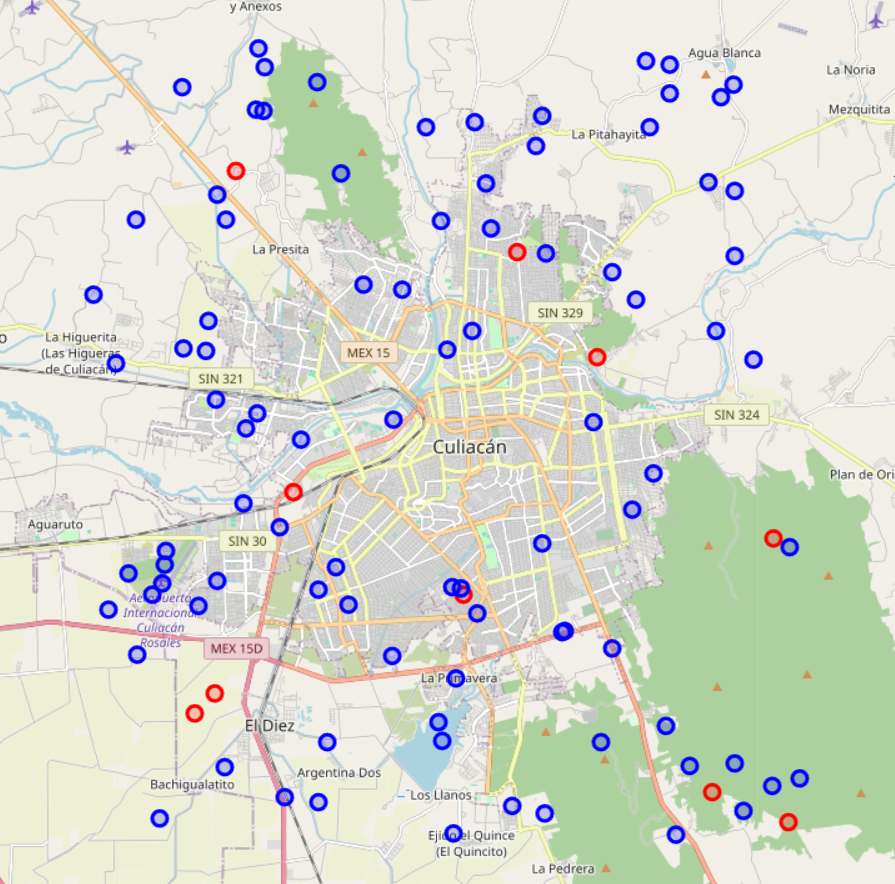 y Anexos
Agua Blanca
La Noria
Mezquitita
La Pitahayita
La Presita
SIN 329
La Higuerita
(Las Higueras
de Culiacán)
MEX 15
SIN 321
SIN 324
Culiacán
Plan de Ori
Aguaruto
SIN 30
Aeropuerto
Internacional
Culiacán
Rosales
MEX 15D
La Primavera
El Diez
Argentina Dos
Bachigualato
Los Llanos
Ejido el Quince
(El Quincito)
La Pedrera